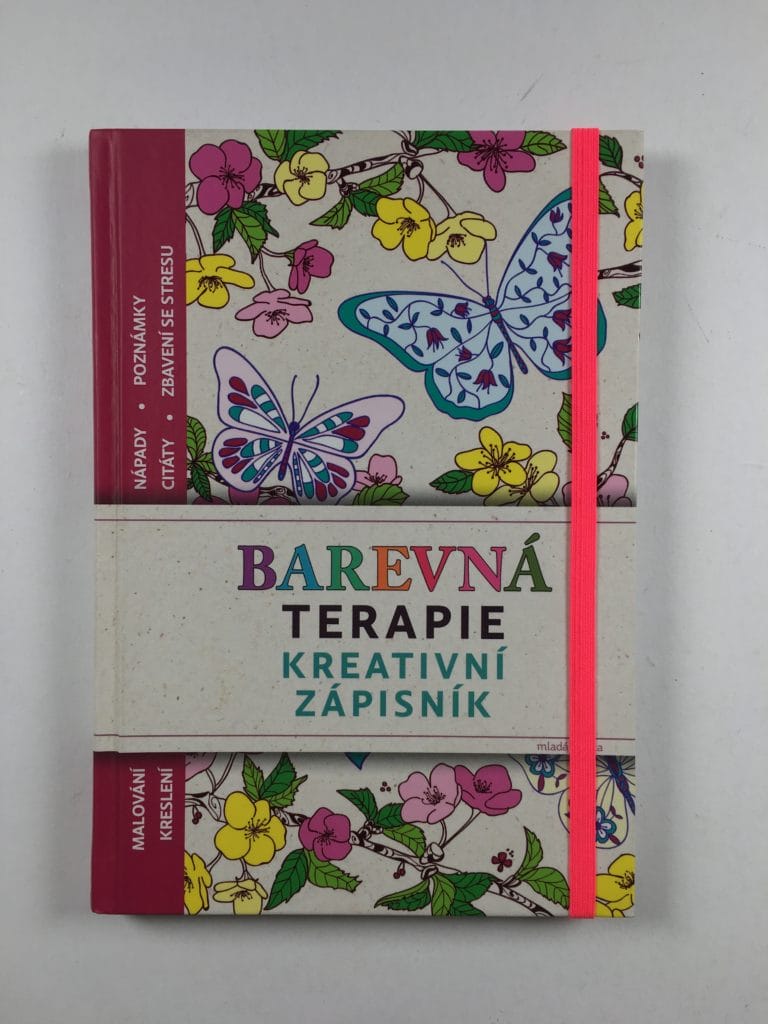 NÁPADY • POZNÁMKY
CITÁTY • ZBAVENÍ SE STRESU
BAREVNÁ
TERAPIE
KREATIVNÍ
ZÁPISNÍK
MALOVÁNÍ
KRESLENÍ